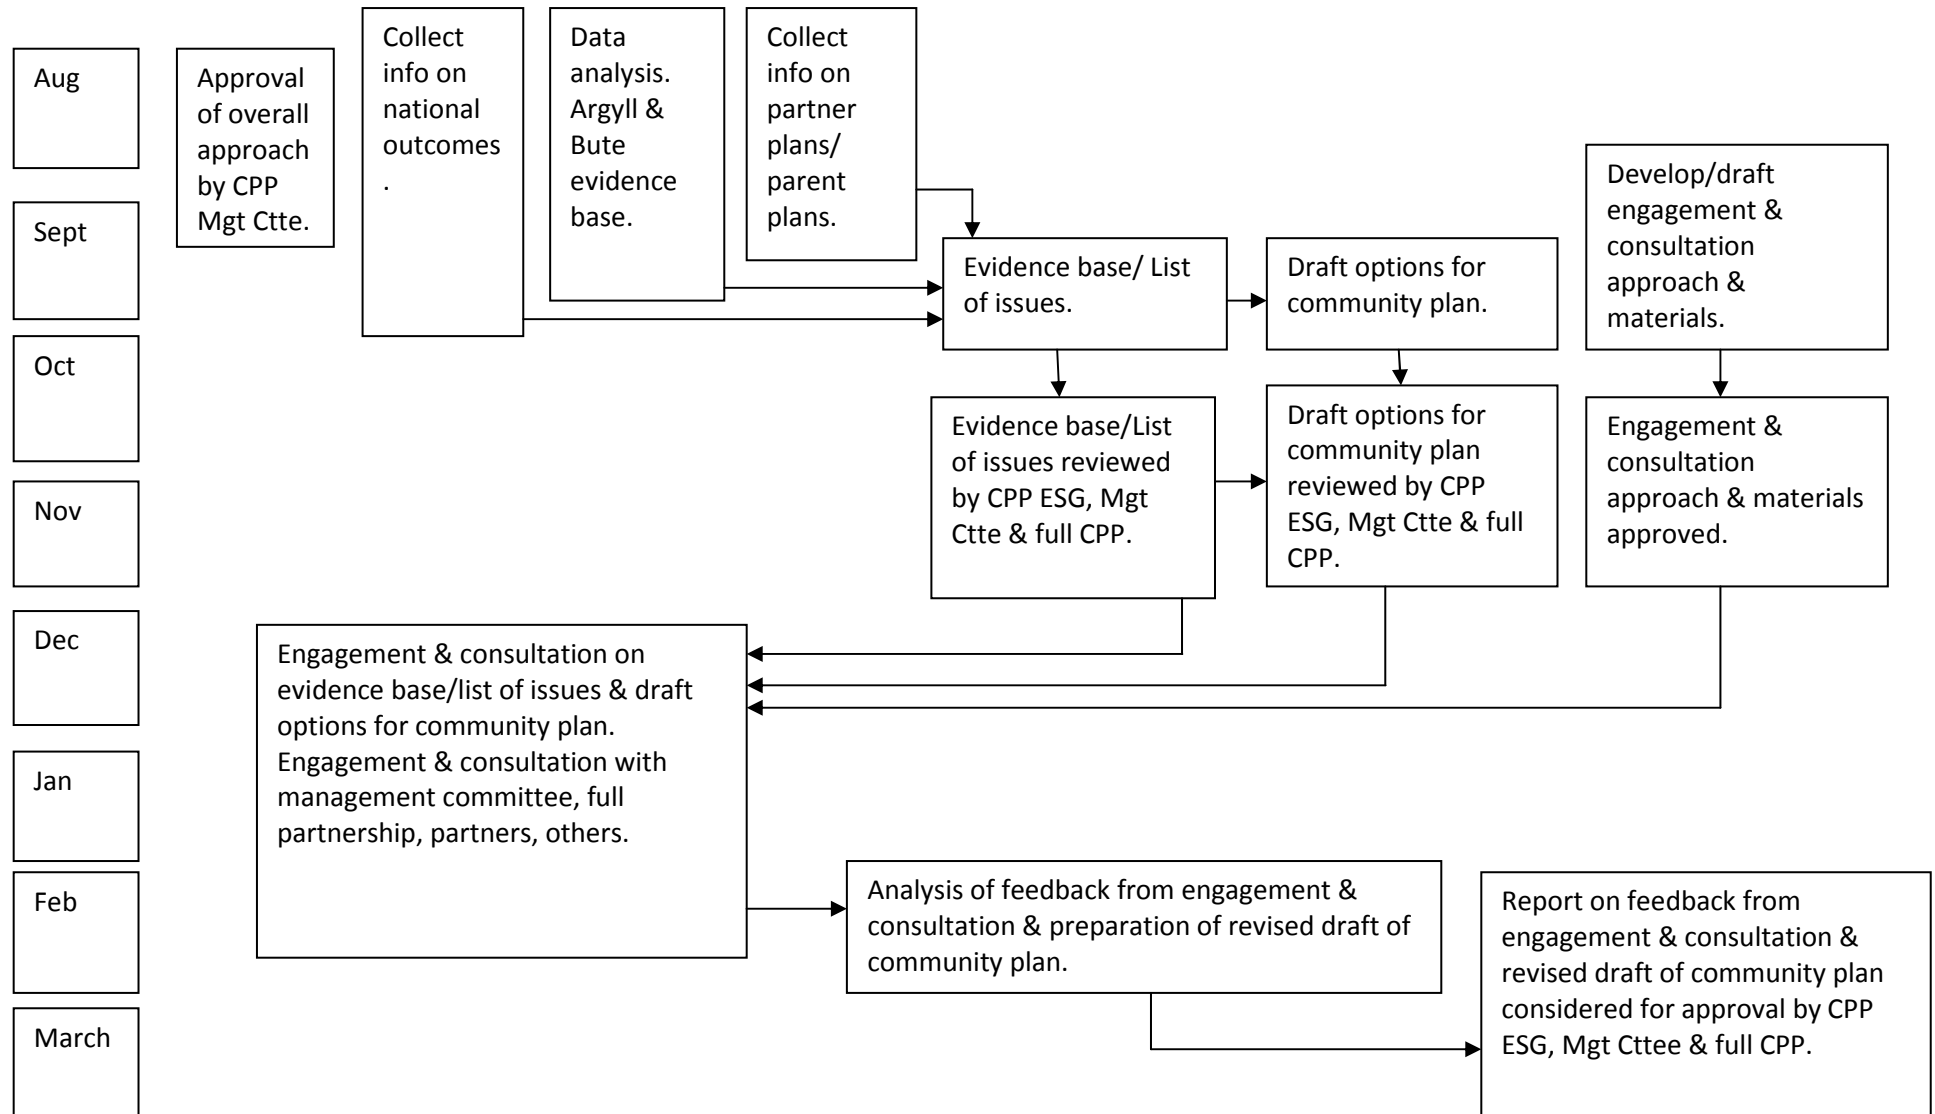 Aug
Sept
Oct
Nov
Dec
Jan
Feb
March
Approval
of overall
approach
by CPP
Mgt Ctte.
Collect
info on
national
outcomes
.
Data
analysis.
Argyll &
Bute
evidence
base.
Collect
info on
partner
plans/
parent
plans.
Evidence base/ List
of issues.
Draft options for
community plan.
Develop/draft
engagement &
consultation
approach &
materials.
Evidence base/List
of issues reviewed
by CPP ESG, Mgt
Ctte & full CPP.
Draft options for
community plan
reviewed by CPP
ESG, Mgt Ctte & full
CPP.
Engagement &
consultation
approach & materials
approved.
Engagement & consultation on
evidence base/list of issues & draft
options for community plan.
Engagement & consultation with
management committee, full
partnership, partners, others.
Analysis of feedback from engagement &
consultation & preparation of revised draft of
community plan.
Report on feedback from
engagement & consultation &
revised draft of community plan
considered for approval by CPP
ESG, Mgt Cttee & full CPP.